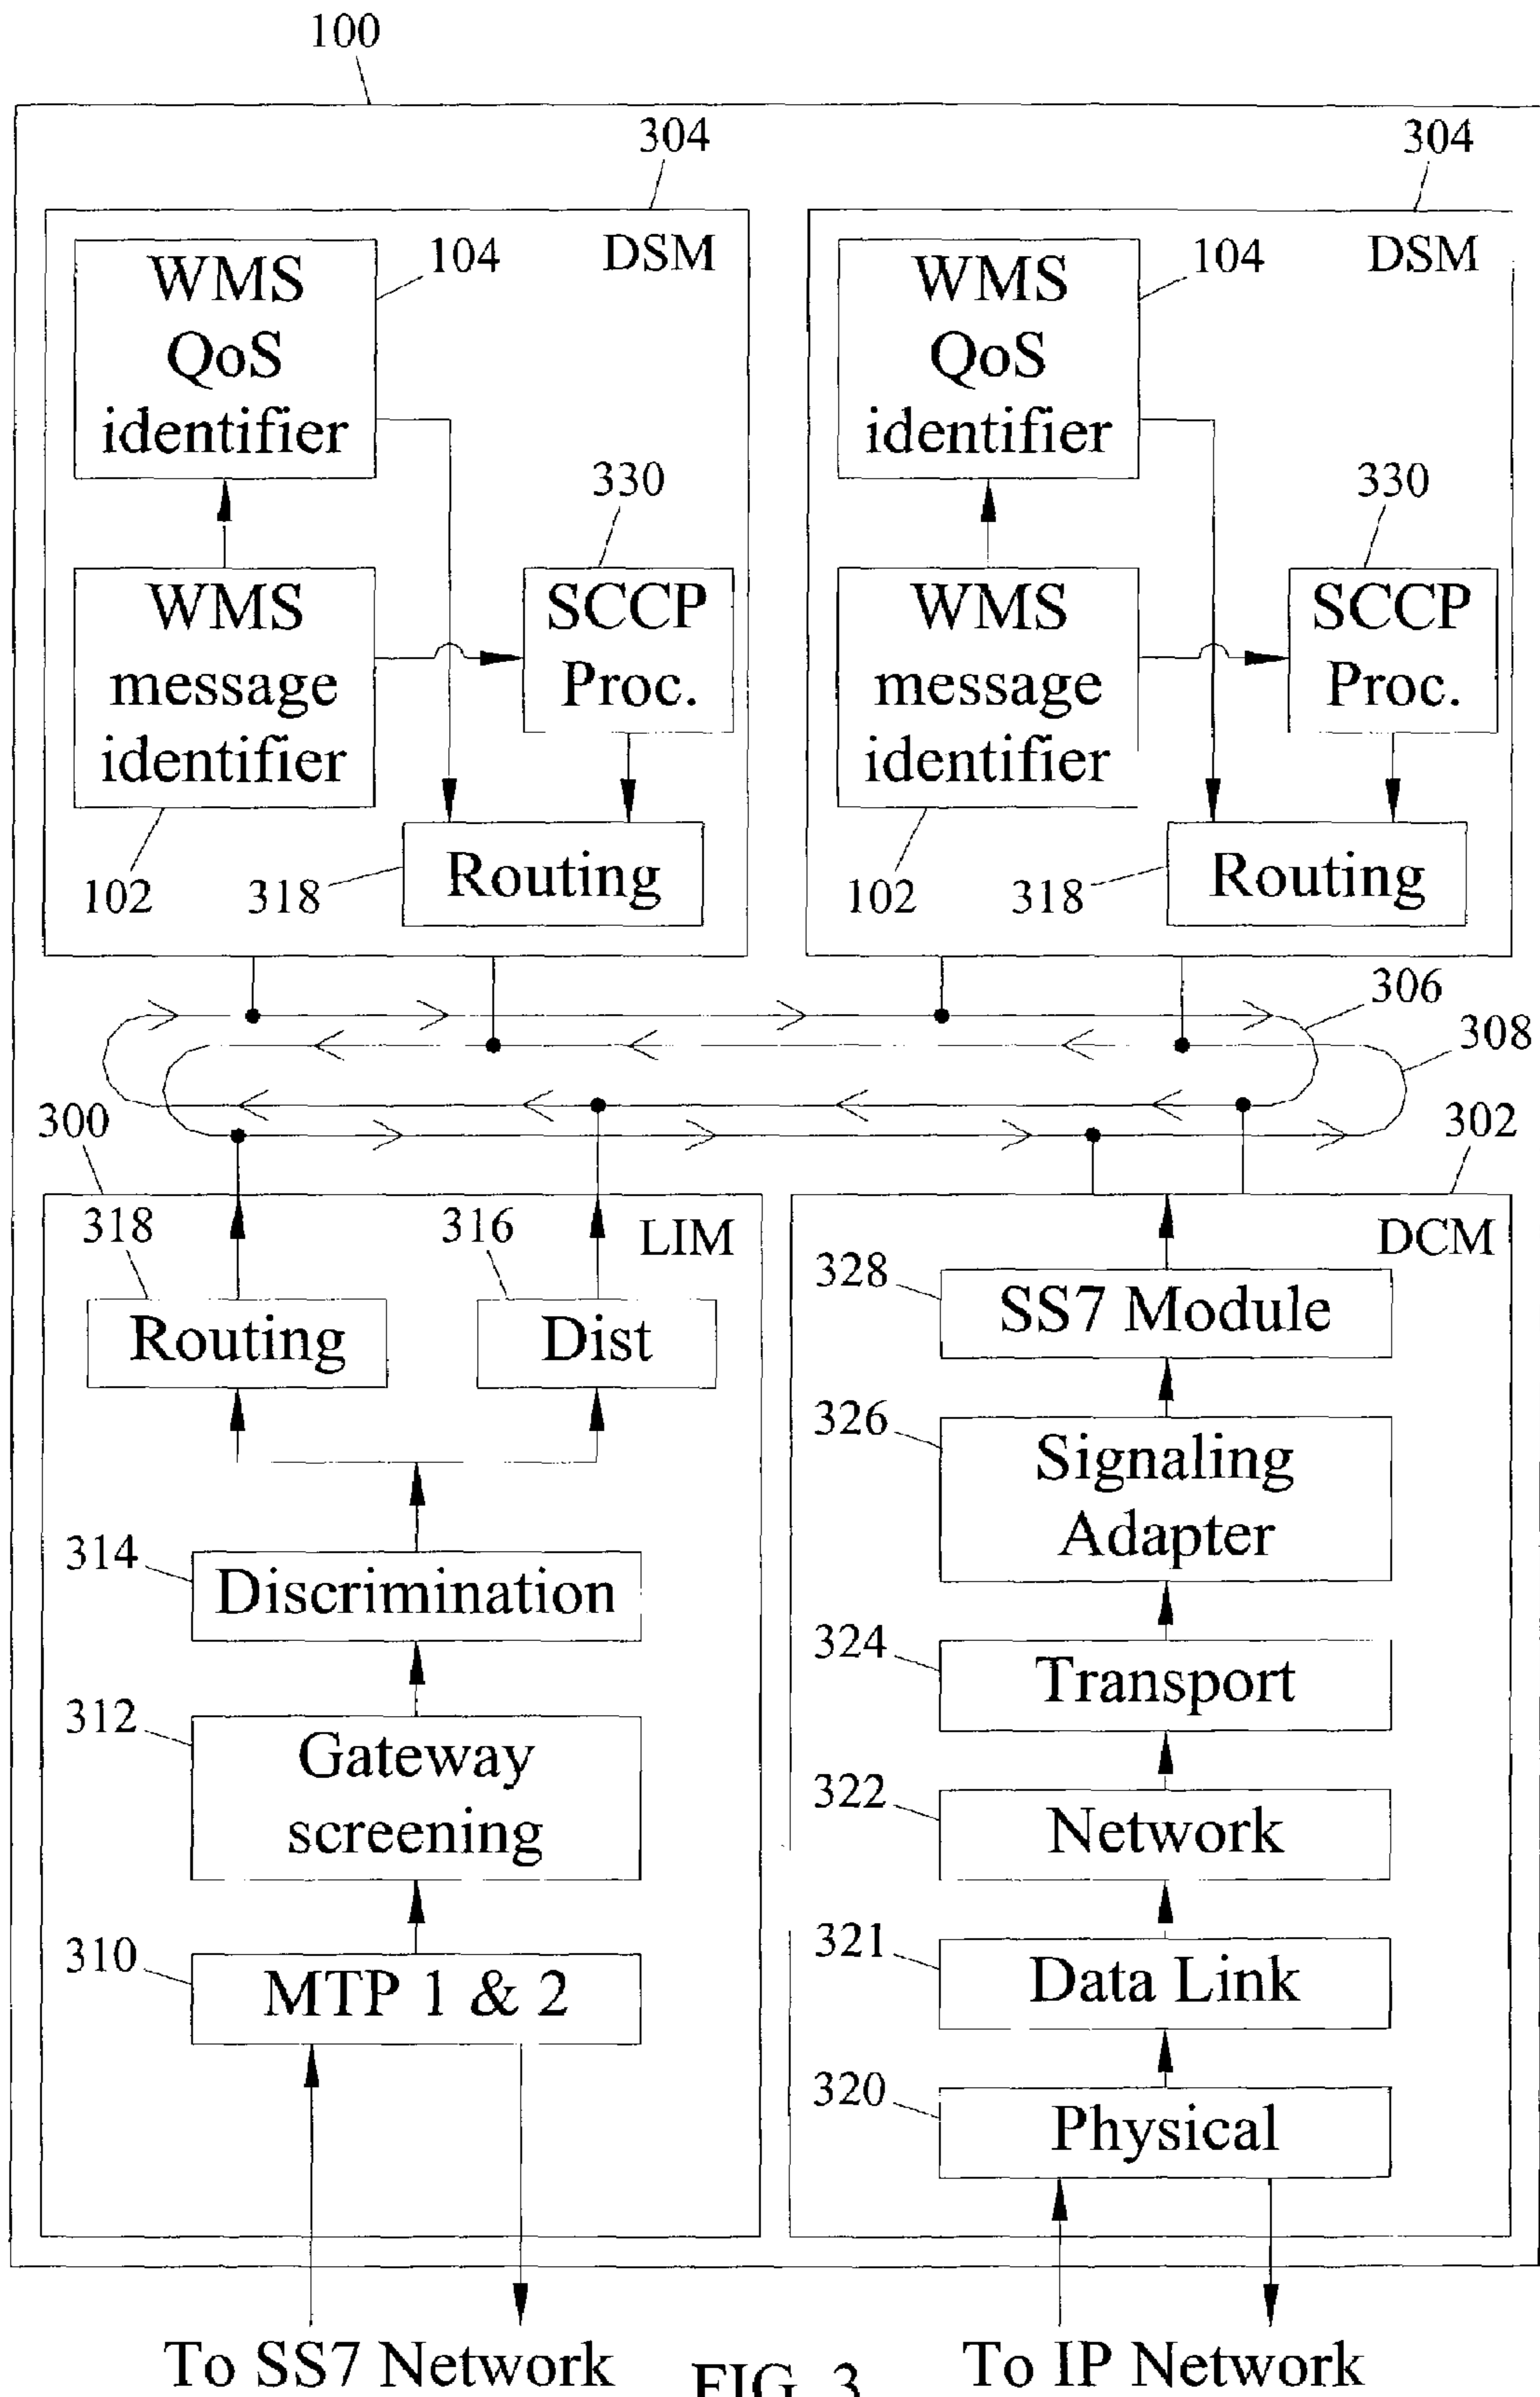 100
304
304
DSM
WMS
QoS
identifier
104
330
WMS
message
identifier
SCCP
Proc.
102
318
Routing
DSM
WMS
QoS
identifier
104
330
WMS
message
identifier
SCCP
Proc.
102
318
Routing
306
308
300
302
LIM
318
316
Routing
Dist
314
Discrimination
312
Gateway
screening
310
MTP 1 & 2
DCM
328
SS7 Module
326
Signaling
Adapter
324
Transport
322
Network
321
Data Link
320
Physical
To SS7 Network
FIG. 3
To IP Network